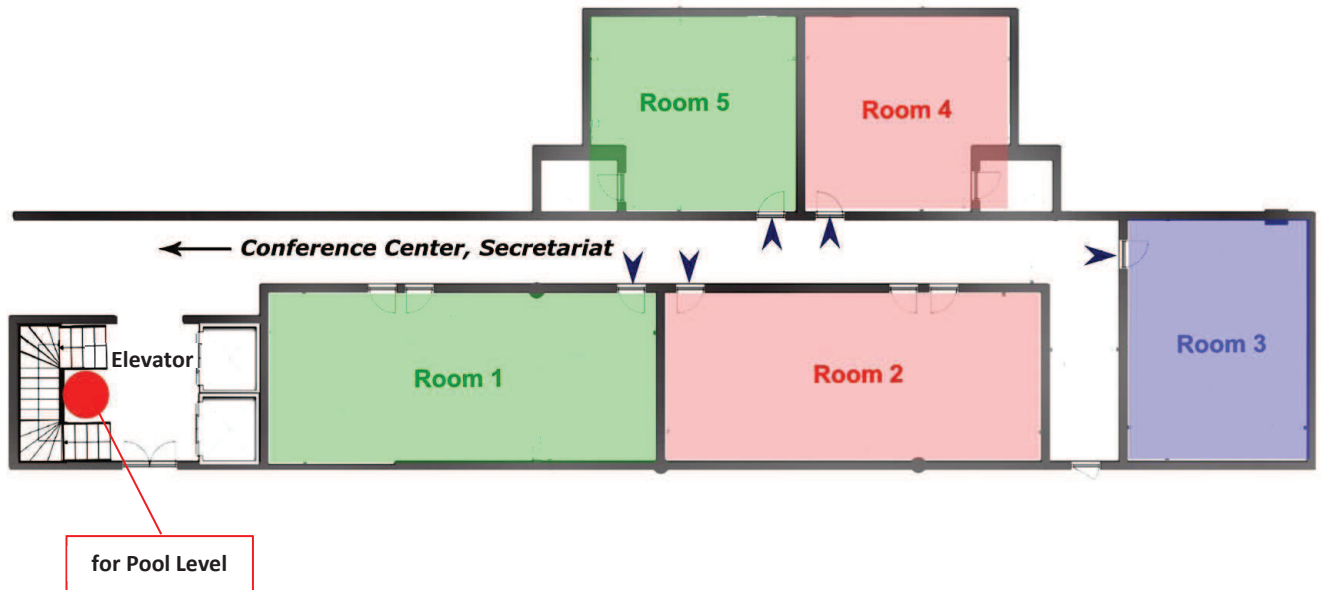 Room 5
Room 4
Conference Center, Secretariat
Elevator
Room 1
Room 2
Room 3
for Pool Level